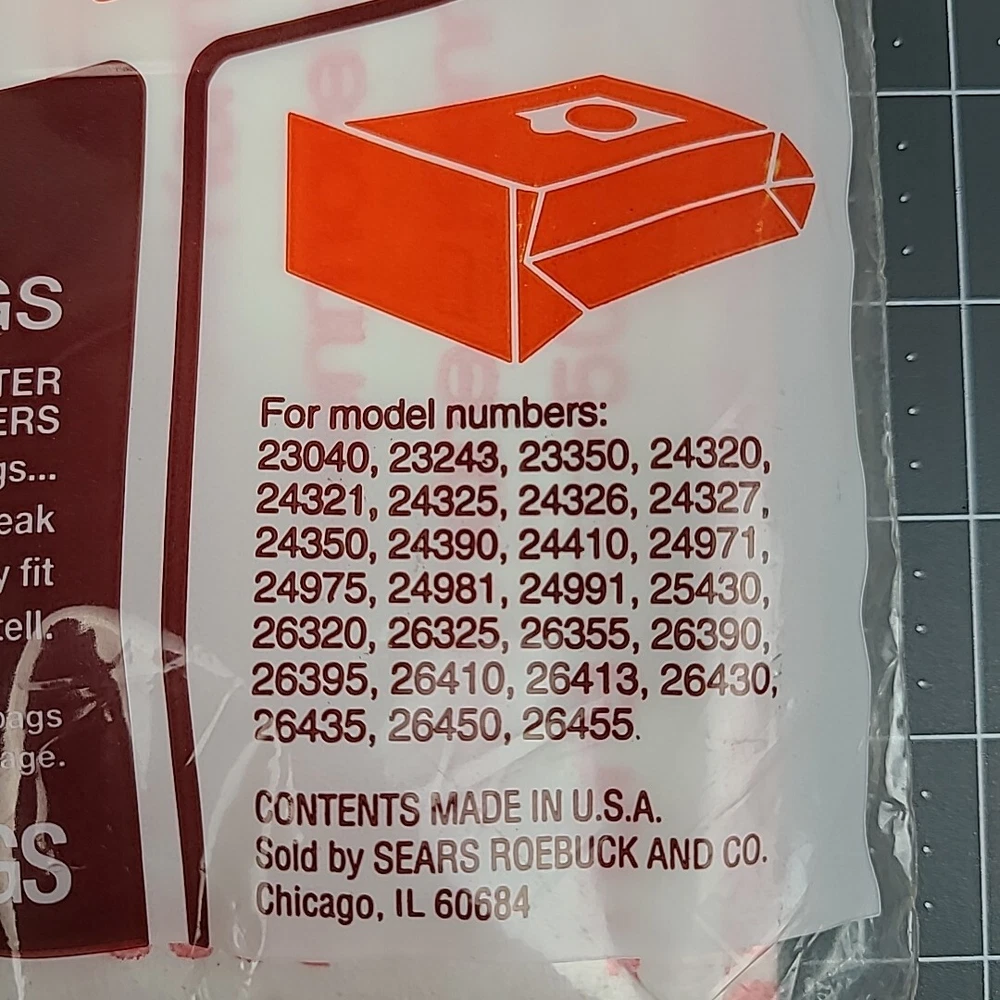 GS
TER
ERS
gs...
eak
y fit
tell.
bags
age.
GS
For model numbers:
23040, 23243, 23350, 24320,
24321, 24325, 24326, 24327,
24350, 24390, 24410, 24971,
24975, 24981, 24991, 25430,
26320, 26325, 26355, 26390,
26395, 26410, 26413, 26430,
26435, 26450, 26455.
CONTENTS MADE IN U.S.A.
Sold by SEARS ROEBUCK AND CO.
Chicago, IL 60684